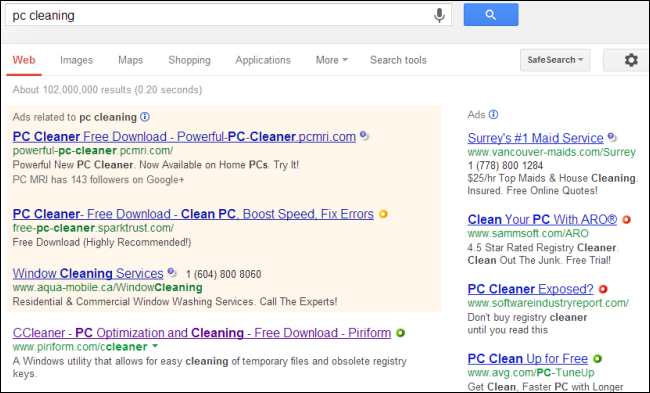 pc cleaning
Web Images Maps Shopping Applications More Search tools SafeSearch
About 102,000,000 results (0.20 seconds)
Ads related to pc cleaning
PC Cleaner Free Download - Powerful-PC-Cleaner.pcmri.com
powerful-pc-cleaner.pcmri.com/
Powerful New PC Cleaner. Now Available on Home PCs. Try It!
PC MRI has 143 followers on Google+
PC Cleaner- Free Download - Clean PC, Boost Speed, Fix Errors
free-pc-cleaner.sparktrust.com/
Free Download (Highly Recommended!)
Window Cleaning Services 1 (604) 800 8060
www.aqua-mobile.ca/WindowCleaning
Residential & Commercial Window Washing Services. Call The Experts!
CCleaner - PC Optimization and Cleaning - Free Download - Piriform
www.piriform.com/ccleaner
A Windows utility that allows for easy cleaning of temporary files and obsolete registry
keys.
Ads
Surrey's #1 Maid Service
www.vancouver-maids.com/Surrey
1 (778) 800 1284
$25/hr Top Maids & House Cleaning.
Insured. Free Online Quotes!
Clean Your PC With ARO®
www.sammsoft.com/ARO
4.5 Star Rated Registry Cleaner.
Clean Out The Junk. Free Trial!
PC Cleaner Exposed?
www.softwareindustryreport.com/
Don't buy registry cleaner
until you read this
PC Clean Up for Free
www.avg.com/PC-TuneUp
Get Clean, Faster PC with Longer